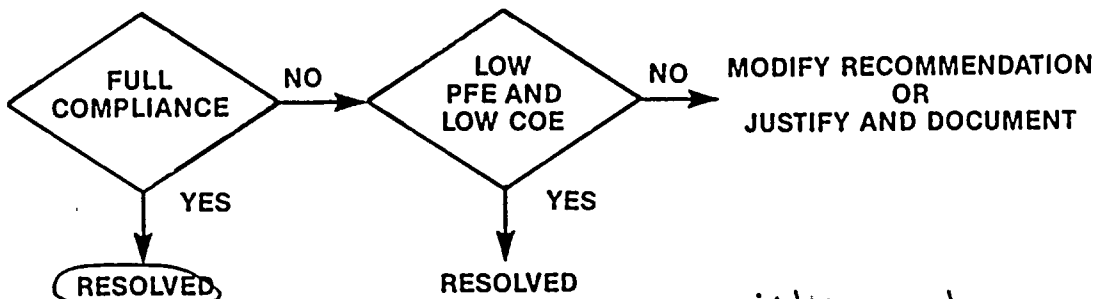 FULL
COMPLIANCE
NO
LOW
PFE AND
LOW COE
NO
MODIFY RECOMMENDATION
OR
JUSTIFY AND DOCUMENT
YES
YES
RESOLVED
RESOLVED